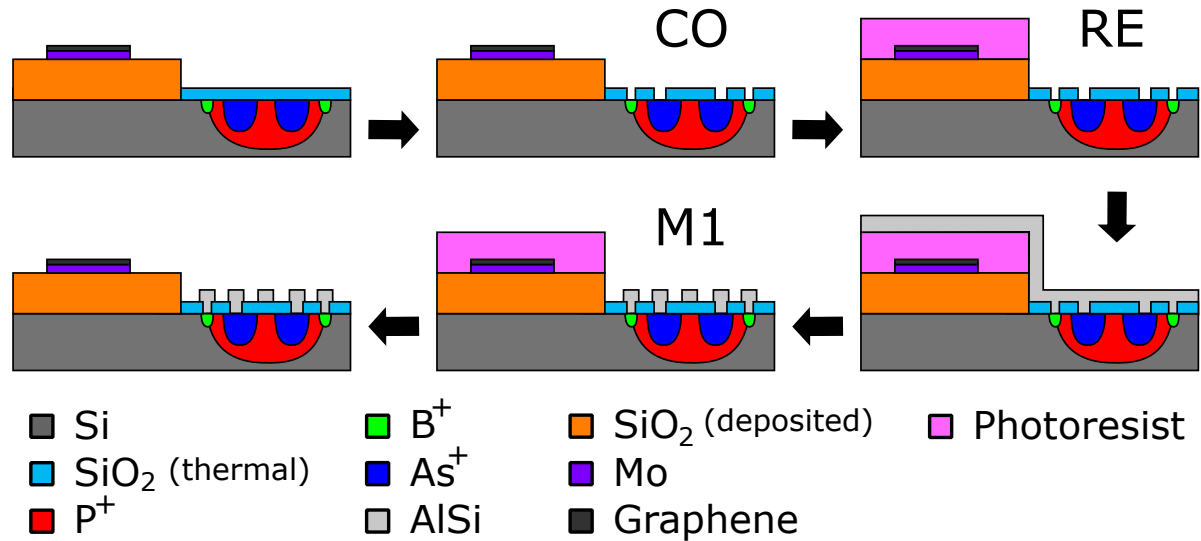 CO
RE
M1
Si
B⁺
SiO₂ (deposited)
Photoresist
SiO₂ (thermal)
As⁺
Mo
P⁺
AlSi
Graphene